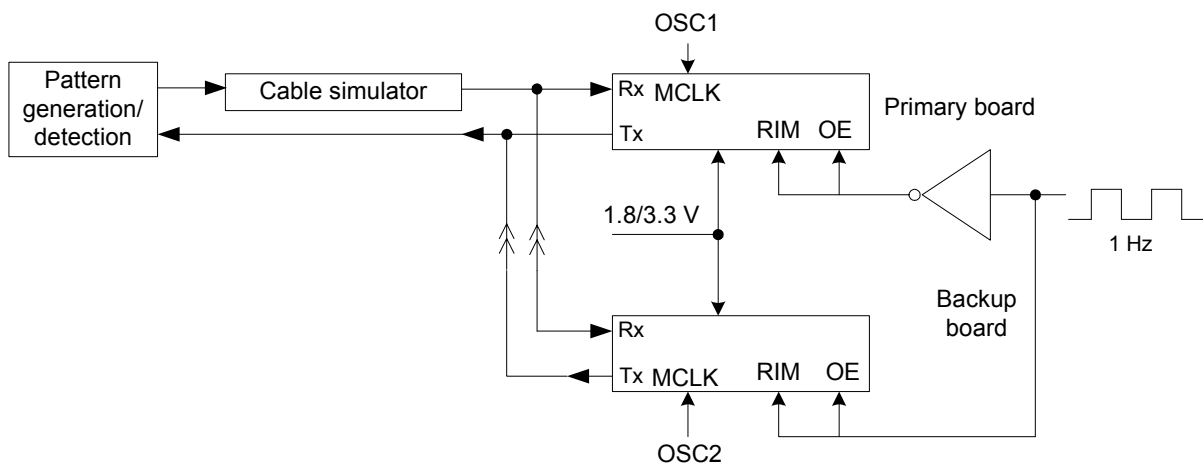 OSC1
Pattern
generation/
detection
Cable simulator
Rx
MCLK
Tx
RIM
OE
Primary board
1.8/3.3 V
1 Hz
Backup
board
Rx
Tx
MCLK
RIM
OE
OSC2